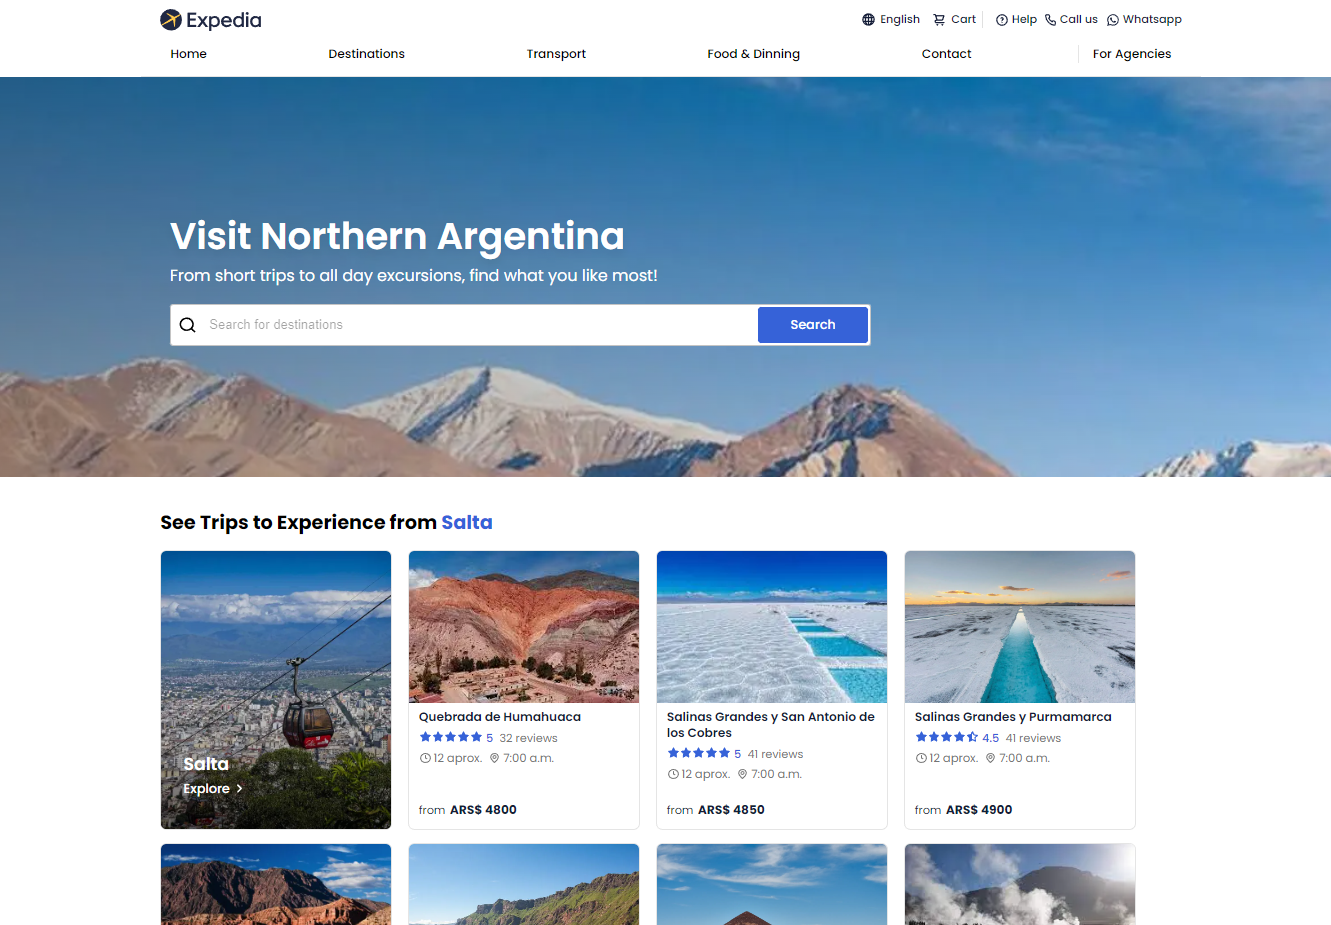 Expedia
English Cart Help Call us Whatsapp
Home Destinations Transport Food & Dinning Contact For Agencies
Visit Northern Argentina
From short trips to all day excursions, find what you like most!
Search for destinations Search
See Trips to Experience from Salta
Salta
Explore
Quebrada de Humahuaca
5 32 reviews
12 aprox. 7:00 a.m.
from ARS$ 4800
Salinas Grandes y San Antonio de
los Cobres
5 41 reviews
12 aprox. 7:00 a.m.
from ARS$ 4850
Salinas Grandes y Purmamarca
4.5 41 reviews
12 aprox. 7:00 a.m.
from ARS$ 4900